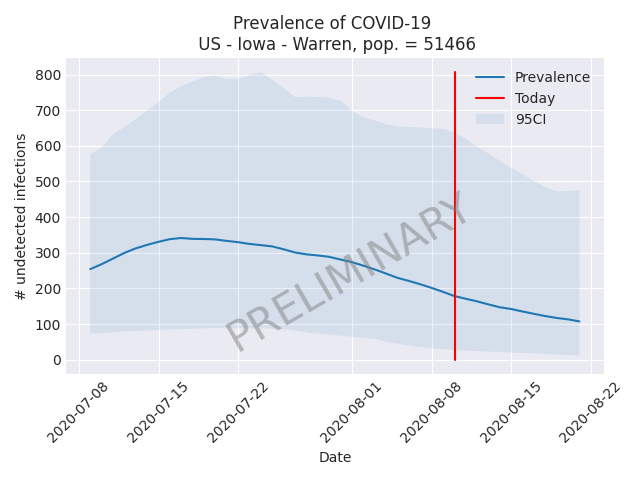 Prevalence of COVID-19
US - Iowa - Warren, pop. = 51466
800
700
600
500
400
300
200
100
0
# undetected infections
Prevalence
Today
95CI
PRELIMINARY
2020-07-08
2020-07-15
2020-07-22
2020-08-01
2020-08-08
2020-08-15
2020-08-22
Date